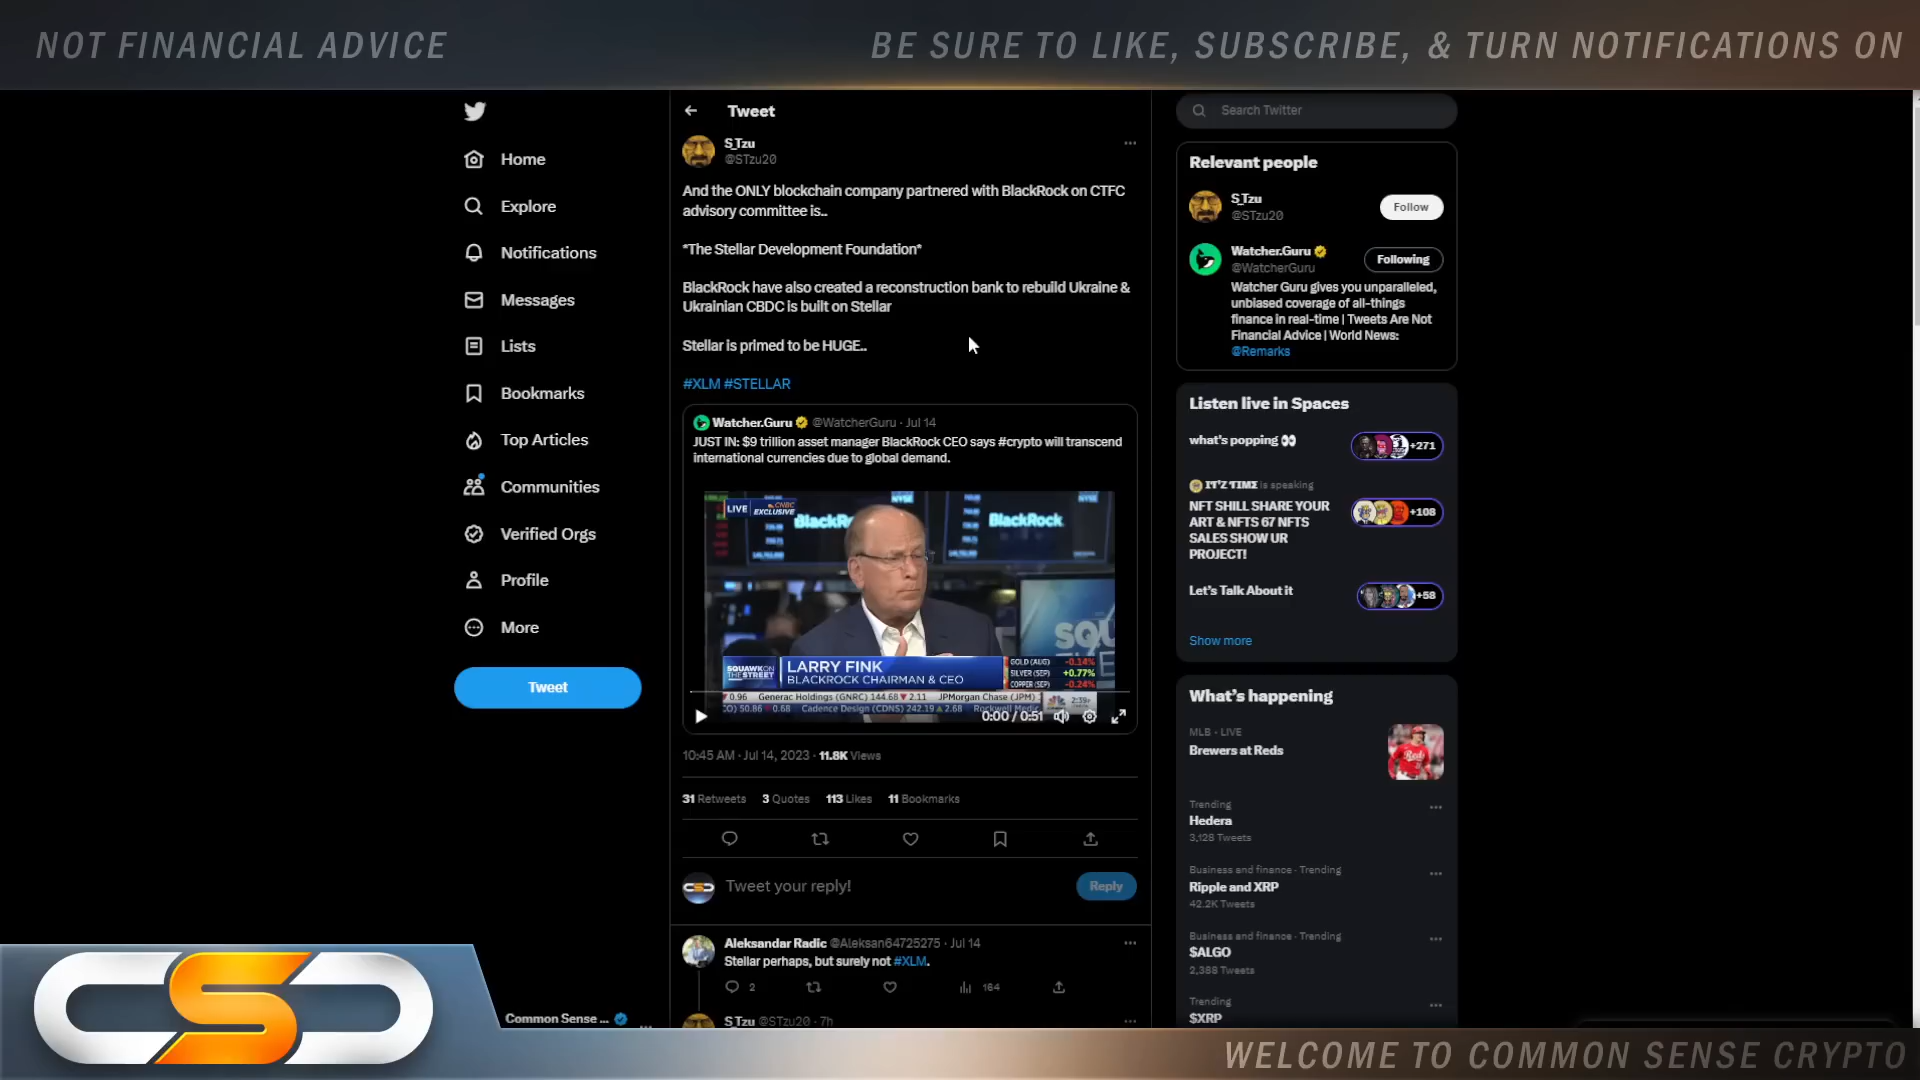 NOT FINANCIAL ADVICE
BE SURE TO LIKE, SUBSCRIBE, & TURN NOTIFICATIONS ON
Home
Explore
Notifications
Messages
Lists
Bookmarks
Top Articles
Communities
Verified Orgs
Profile
More
Tweet
Common Sense ...
Tweet
S_Tzu
@STzu20
And the ONLY blockchain company partnered with BlackRock on CTFC
advisory committee is..
*The Stellar Development Foundation*
BlackRock have also created a reconstruction bank to rebuild Ukraine &
Ukrainian CBDC is built on Stellar
Stellar is primed to be HUGE..
#XLM #STELLAR
Watcher.Guru @WatcherGuru · Jul 14
JUST IN: $9 trillion asset manager BlackRock CEO says #crypto will transcend
international currencies due to global demand.
LIVE CNBC EXCLUSIVE
BlackRock
NYSE
SQUAWK ON THE STREET
LARRY FINK
BLACKROCK CHAIRMAN & CEO
GOLD (AUG) -0.14%
SILVER (SEP) +0.77%
COPPER (SEP) -0.24%
0.96 Generac Holdings (GNRC) 144.68 ▼ 2.11 JPMorgan Chase (JPM)
50.86 ▼ 0.68 Cadence Design (CDNS) 242.19 ▲ 2.68 Rockwell Medic
0:00 / 0:51
10:45 AM · Jul 14, 2023 · 11.8K Views
31 Retweets 3 Quotes 113 Likes 11 Bookmarks
Tweet your reply!
Reply
Aleksandar Radic @Aleksan64725275 · Jul 14
Stellar perhaps, but surely not #XLM.
2
164
S_Tzu @STzu20 · 7h
Search Twitter
Relevant people
S_Tzu
@STzu20
Follow
Watcher.Guru
@WatcherGuru
Following
Watcher Guru gives you unparalleled,
unbiased coverage of all-things
finance in real-time | Tweets Are Not
Financial Advice | World News:
@Remarks
Listen live in Spaces
what's popping 👀
+271
IT'Z TIME is speaking
NFT SHILL SHARE YOUR
ART & NFTS 67 NFTS
SALES SHOW UR
PROJECT!
+108
Let's Talk About it
+58
Show more
What's happening
MLB · LIVE
Brewers at Reds
Trending
Hedera
3,128 Tweets
Business and finance · Trending
Ripple and XRP
42.2K Tweets
Business and finance · Trending
$ALGO
2,388 Tweets
Trending
$XRP
CSC
WELCOME TO COMMON SENSE CRYPTO